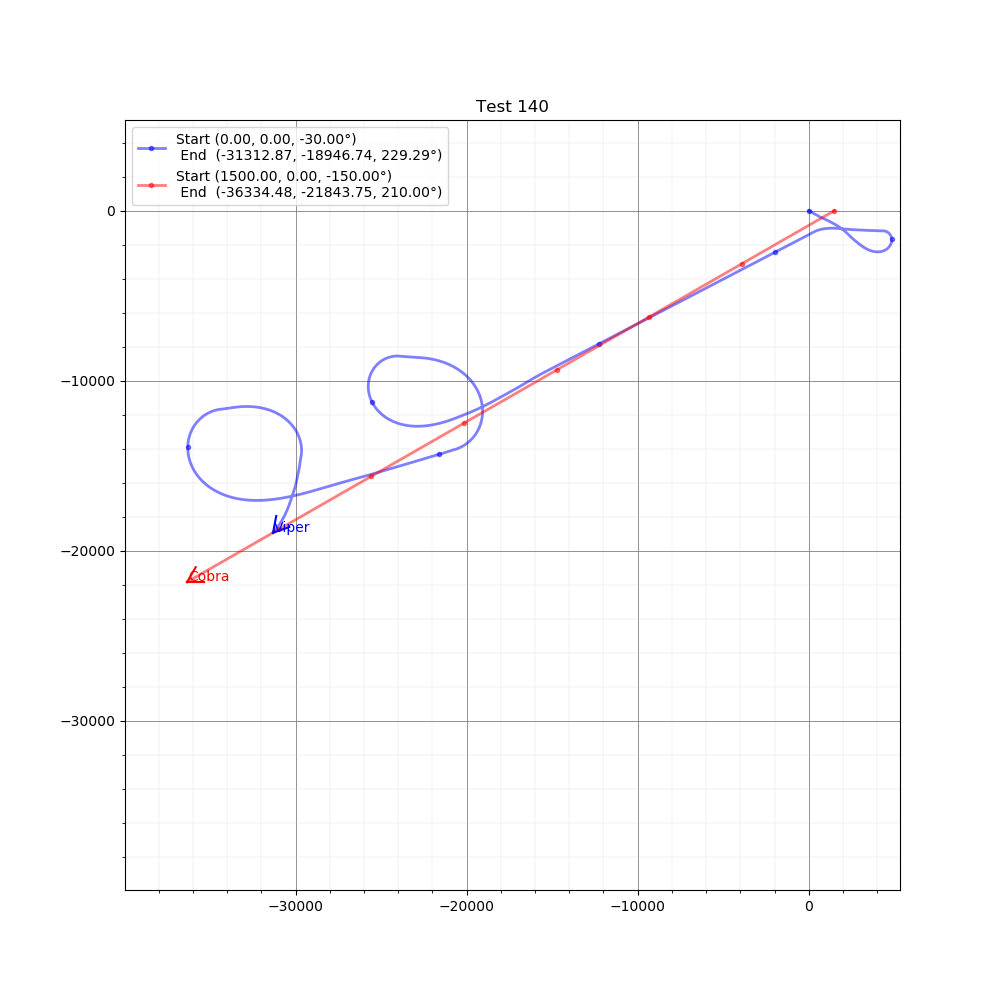 Test 140
Start (0.00, 0.00, -30.00°)
End  (-31312.87, -18946.74, 229.29°)
Start (1500.00, 0.00, -150.00°)
End  (-36334.48, -21843.75, 210.00°)
0
−10000
−20000
−30000
Viper
Cobra
−30000
−20000
−10000
0